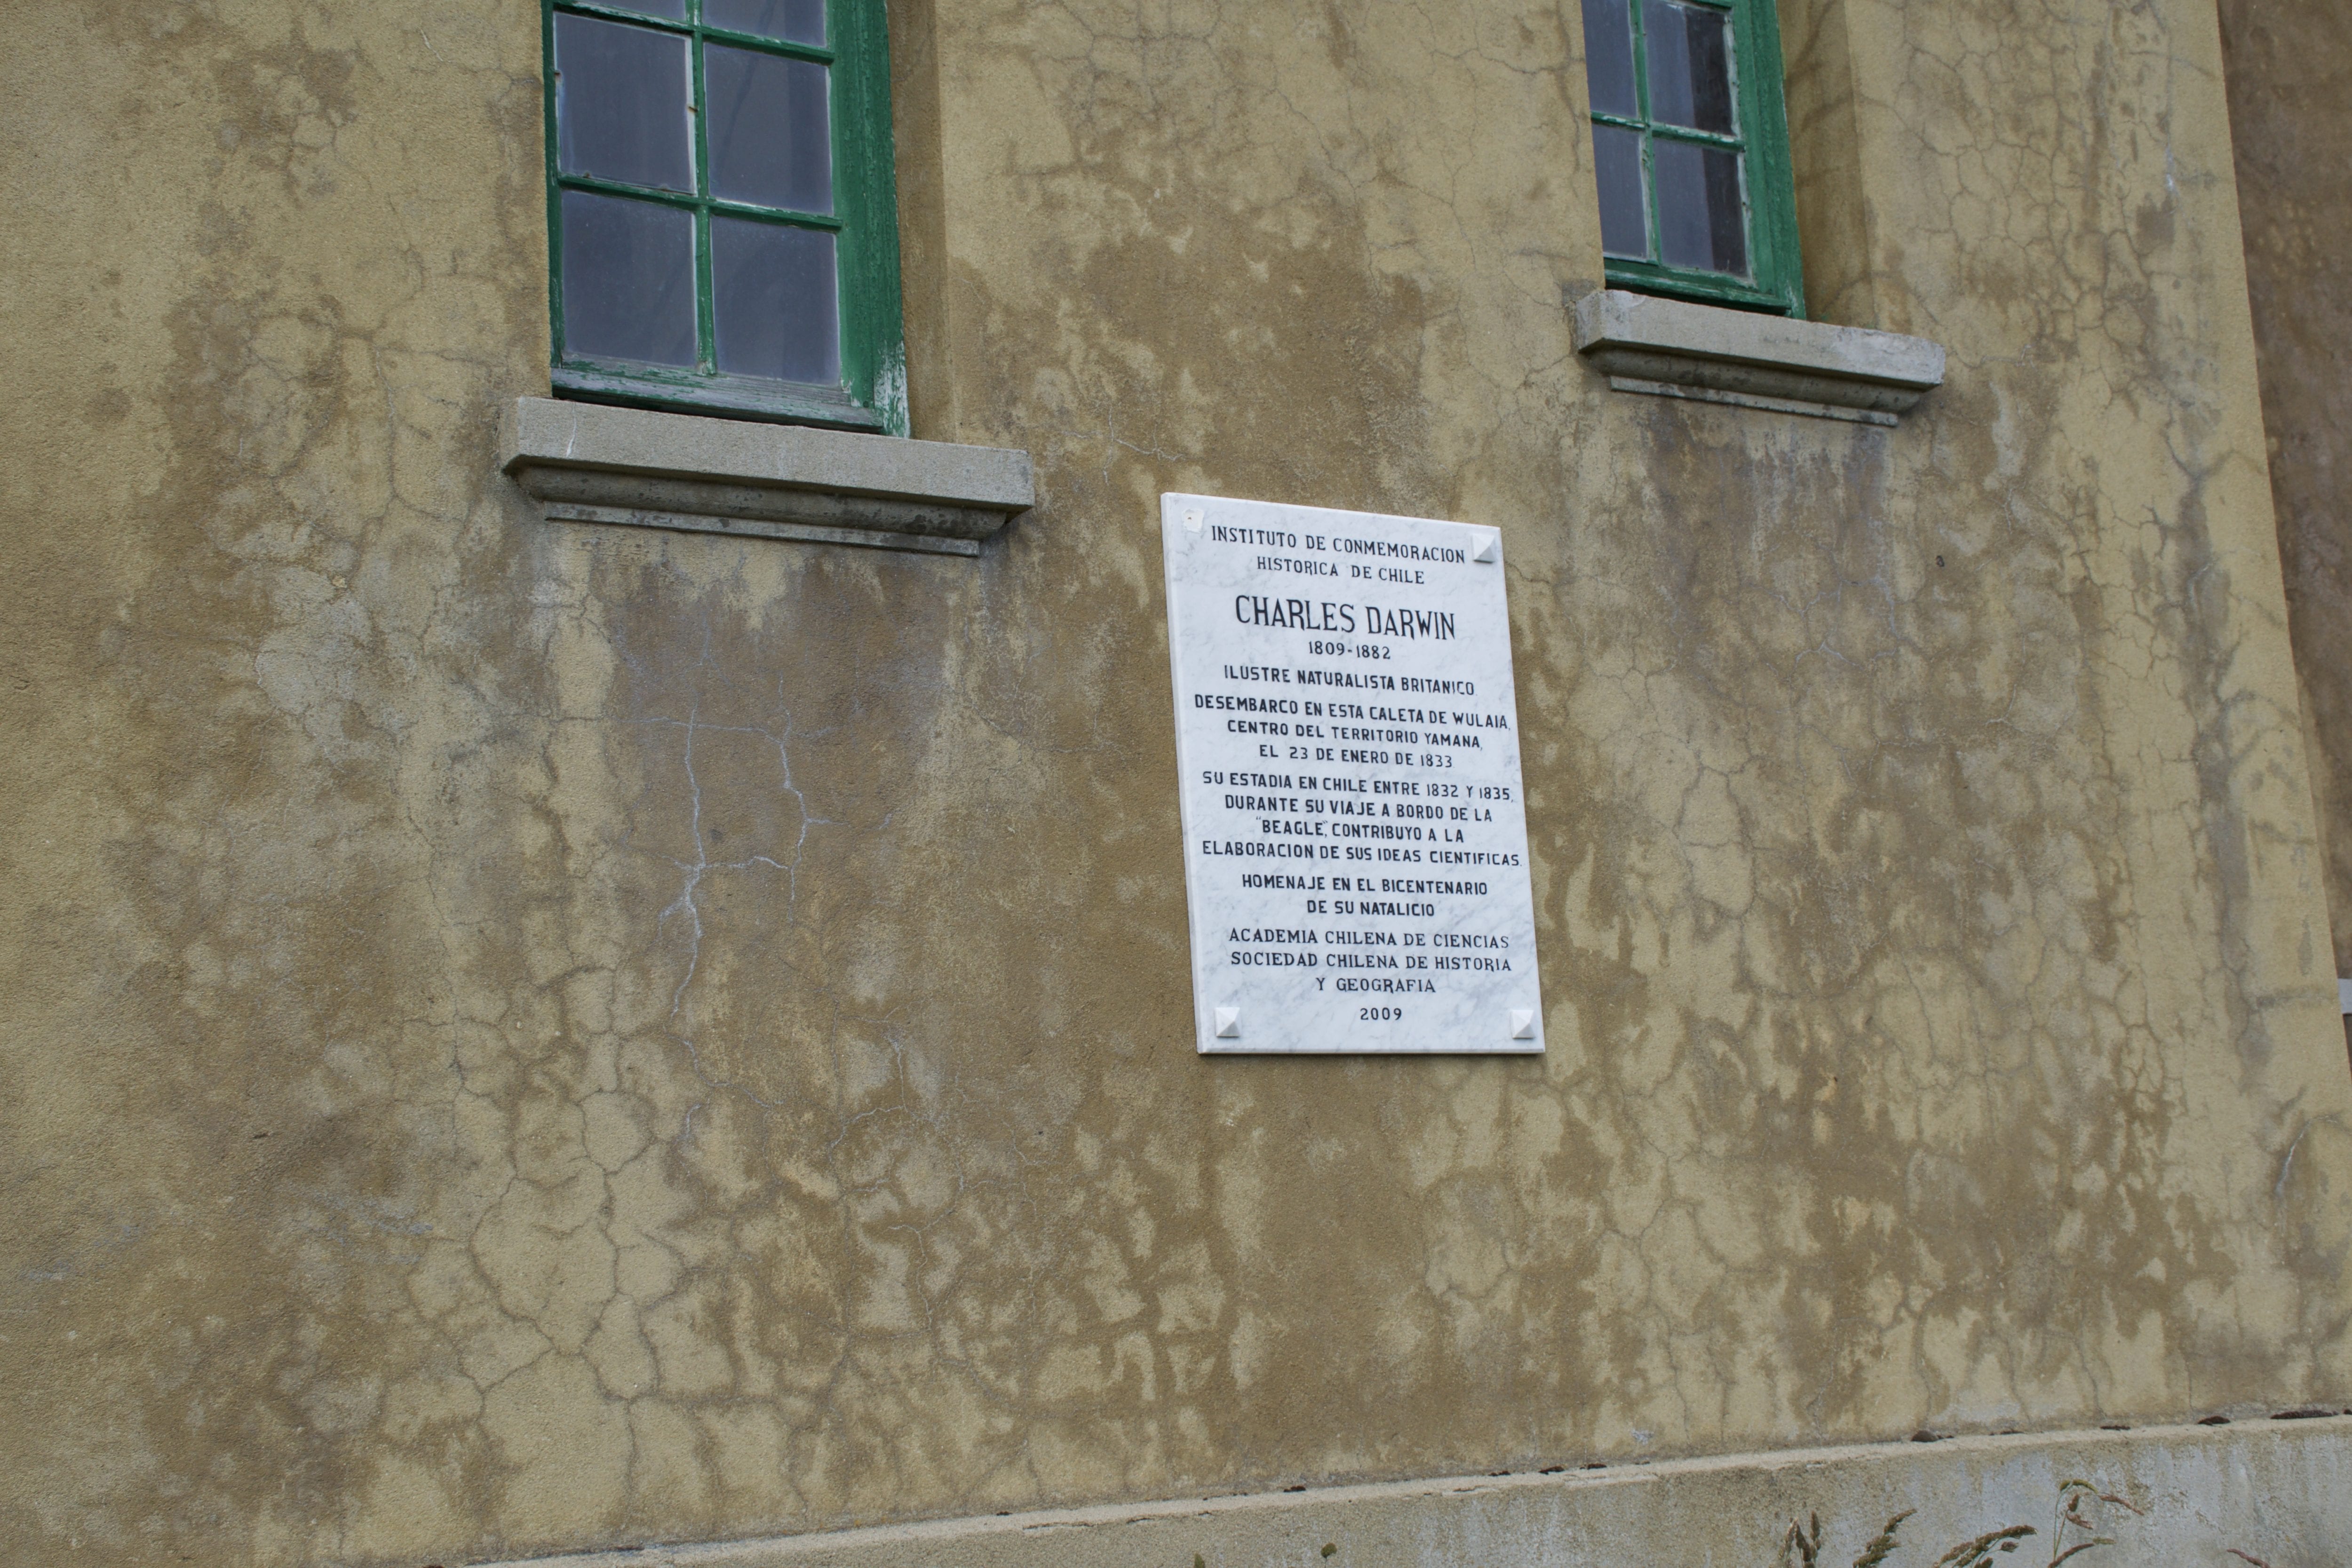 INSTITUTO DE CONMEMORACION
HISTORICA DE CHILE
CHARLES DARWIN
1809-1882
ILUSTRE NATURALISTA BRITANICO
DESEMBARCO EN ESTA CALETA DE WULAIA,
CENTRO DEL TERRITORIO YAMANA,
EL 23 DE ENERO DE 1833
SU ESTADIA EN CHILE ENTRE 1832 Y 1835,
DURANTE SU VIAJE A BORDO DE LA
"BEAGLE", CONTRIBUYO A LA
ELABORACION DE SUS IDEAS CIENTIFICAS.
HOMENAJE EN EL BICENTENARIO
DE SU NATALICIO
ACADEMIA CHILENA DE CIENCIAS
SOCIEDAD CHILENA DE HISTORIA
Y GEOGRAFIA
2009